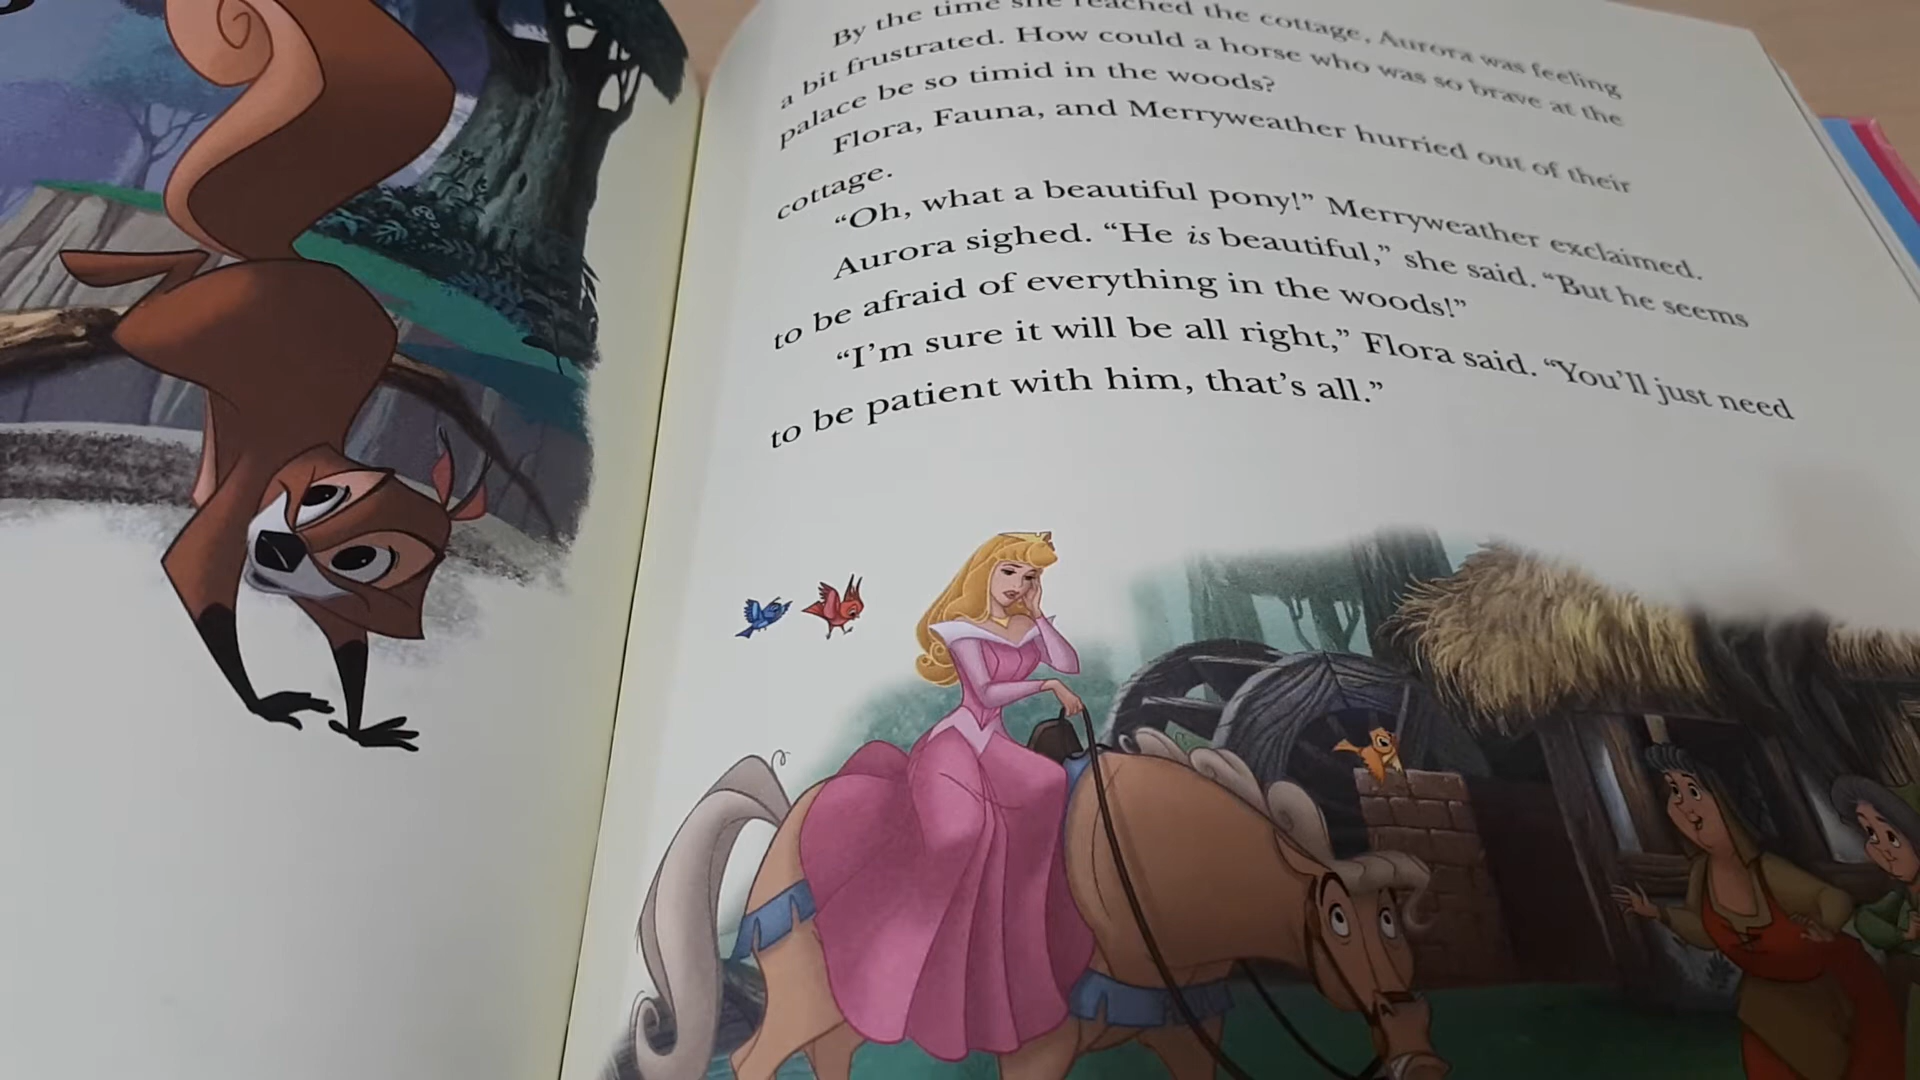 By the time she reached the cottage, Aurora was feeling
a bit frustrated. How could a horse who was so brave at the
palace be so timid in the woods?
Flora, Fauna, and Merryweather hurried out of their
cottage.
“Oh, what a beautiful pony!” Merryweather exclaimed.
Aurora sighed. “He is beautiful,” she said. “But he seems
to be afraid of everything in the woods!”
“I’m sure it will be all right,” Flora said. “You’ll just need
to be patient with him, that’s all.”